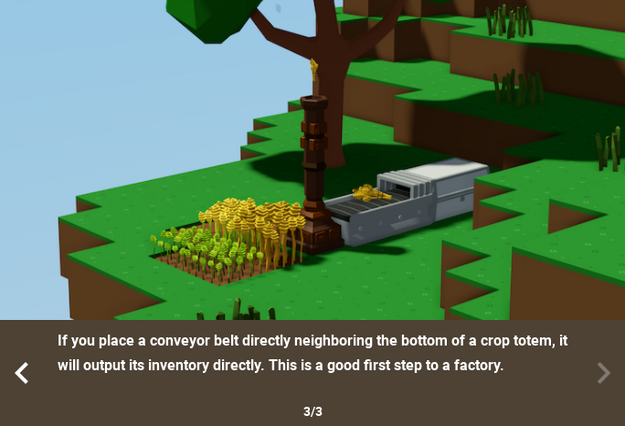 If you place a conveyor belt directly neighboring the bottom of a crop totem, it
will output its inventory directly. This is a good first step to a factory.
3/3